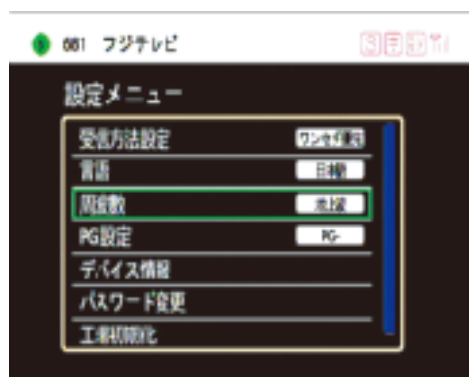 061 フジテレビ
設定メニュー
受信方法設定
言語 日本語
周波数
PG設定 PG-
デバイス情報
パスワード変更
工場初期化